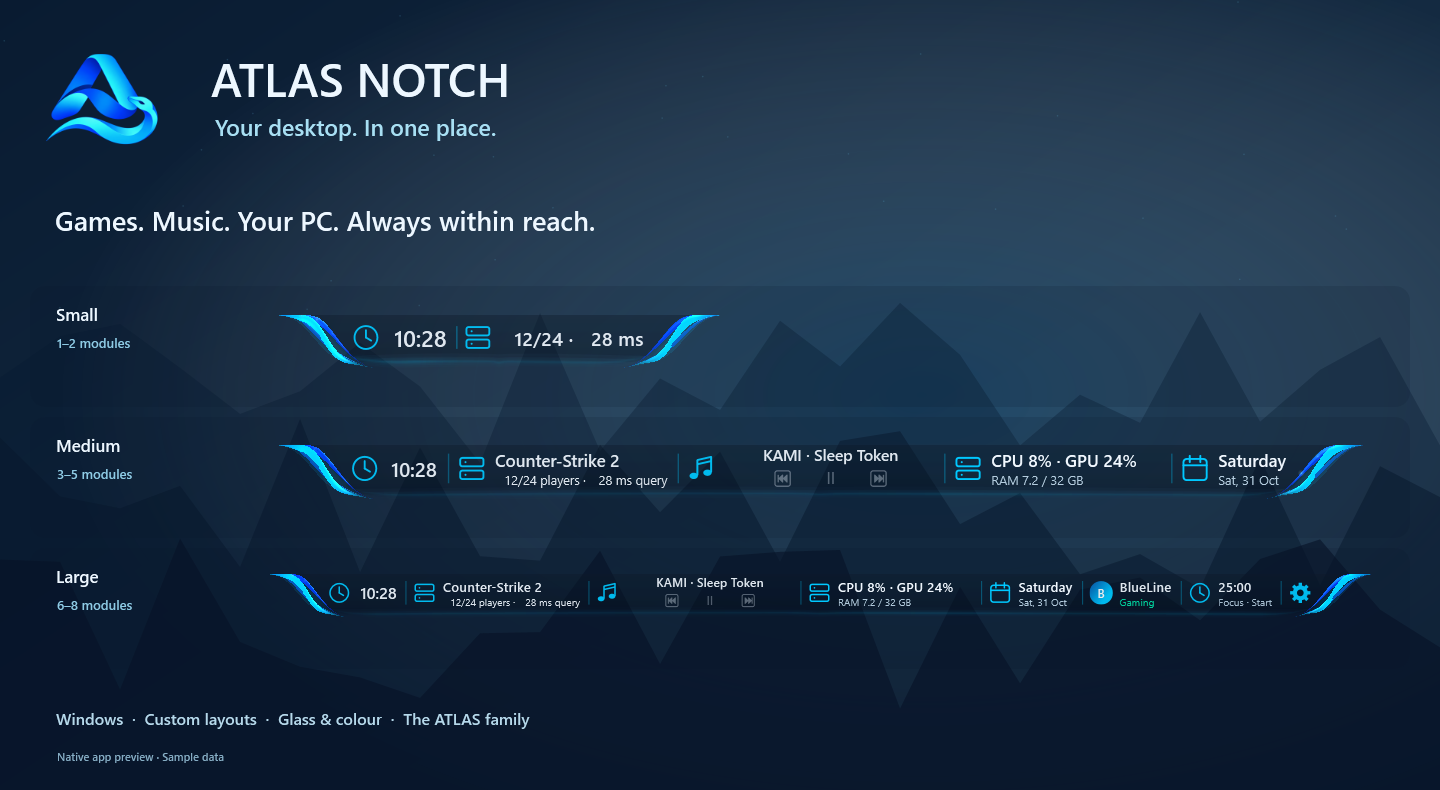 ATLAS NOTCH
Your desktop. In one place.
Games. Music. Your PC. Always within reach.
Small
1–2 modules
10:28
12/24 · 28 ms
Medium
3–5 modules
10:28
Counter-Strike 2
12/24 players · 28 ms query
KAMI · Sleep Token
CPU 8% · GPU 24%
RAM 7.2 / 32 GB
Saturday
Sat, 31 Oct
Large
6–8 modules
10:28
Counter-Strike 2
12/24 players · 28 ms query
KAMI · Sleep Token
CPU 8% · GPU 24%
RAM 7.2 / 32 GB
Saturday
Sat, 31 Oct
B
BlueLine
Gaming
25:00
Focus · Start
Windows · Custom layouts · Glass & colour · The ATLAS family
Native app preview · Sample data